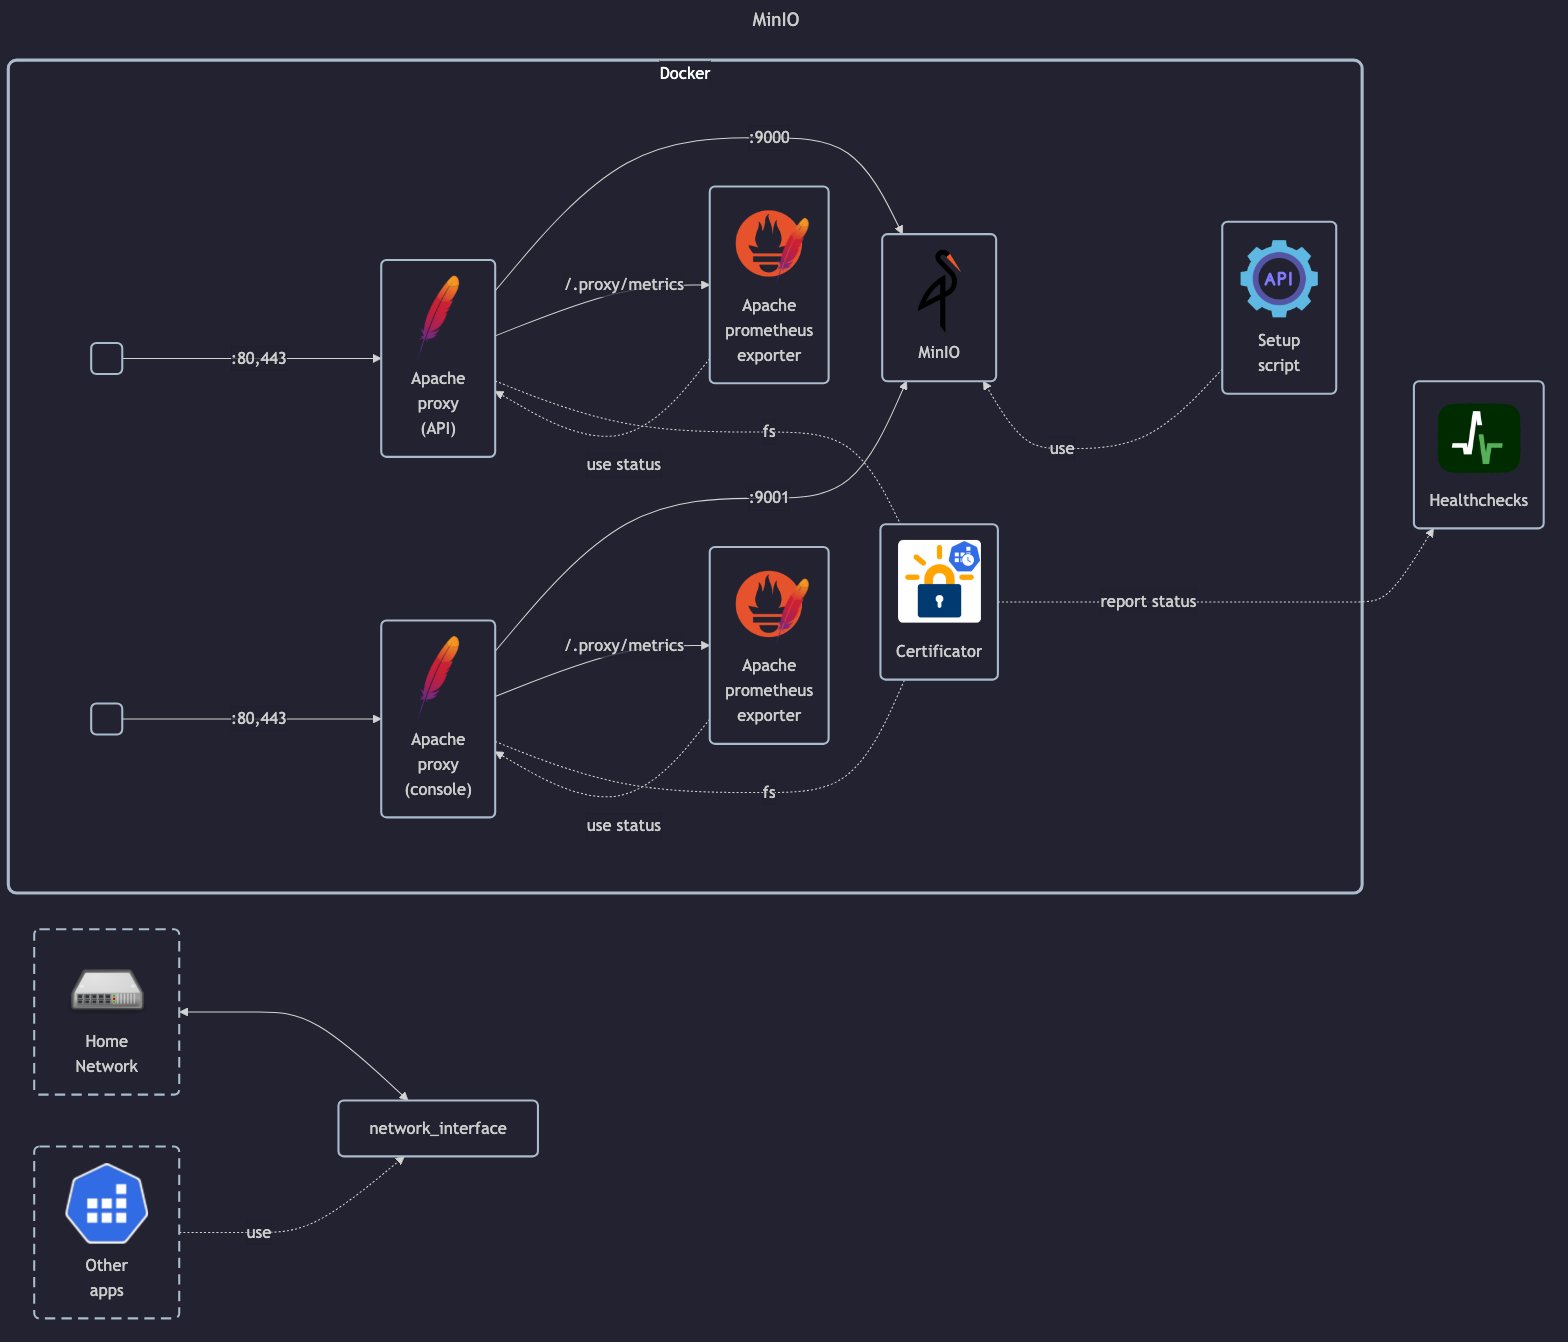 MinIO
Docker
:9000
/.proxy/metrics
Apache
prometheus
exporter
MinIO
API
Setup
script
:80,443
Apache
proxy
(API)
fs
use status
use
Healthchecks
:9001
/.proxy/metrics
Apache
prometheus
exporter
Certificator
report status
:80,443
Apache
proxy
(console)
fs
use status
Home
Network
network_interface
use
Other
apps